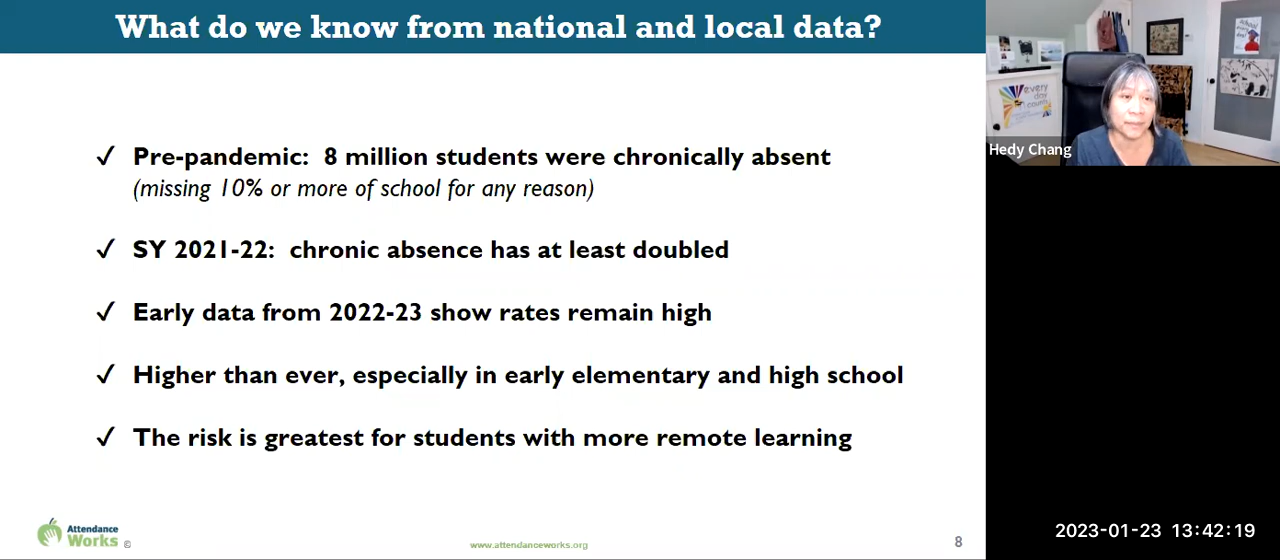 What do we know from national and local data?
✓ Pre-pandemic: 8 million students were chronically absent
(missing 10% or more of school for any reason)
✓ SY 2021-22: chronic absence has at least doubled
✓ Early data from 2022-23 show rates remain high
✓ Higher than ever, especially in early elementary and high school
✓ The risk is greatest for students with more remote learning
Attendance
Works ©
www.attendanceworks.org
8
every
day
counts
Hedy Chang
2023-01-23 13:42:19